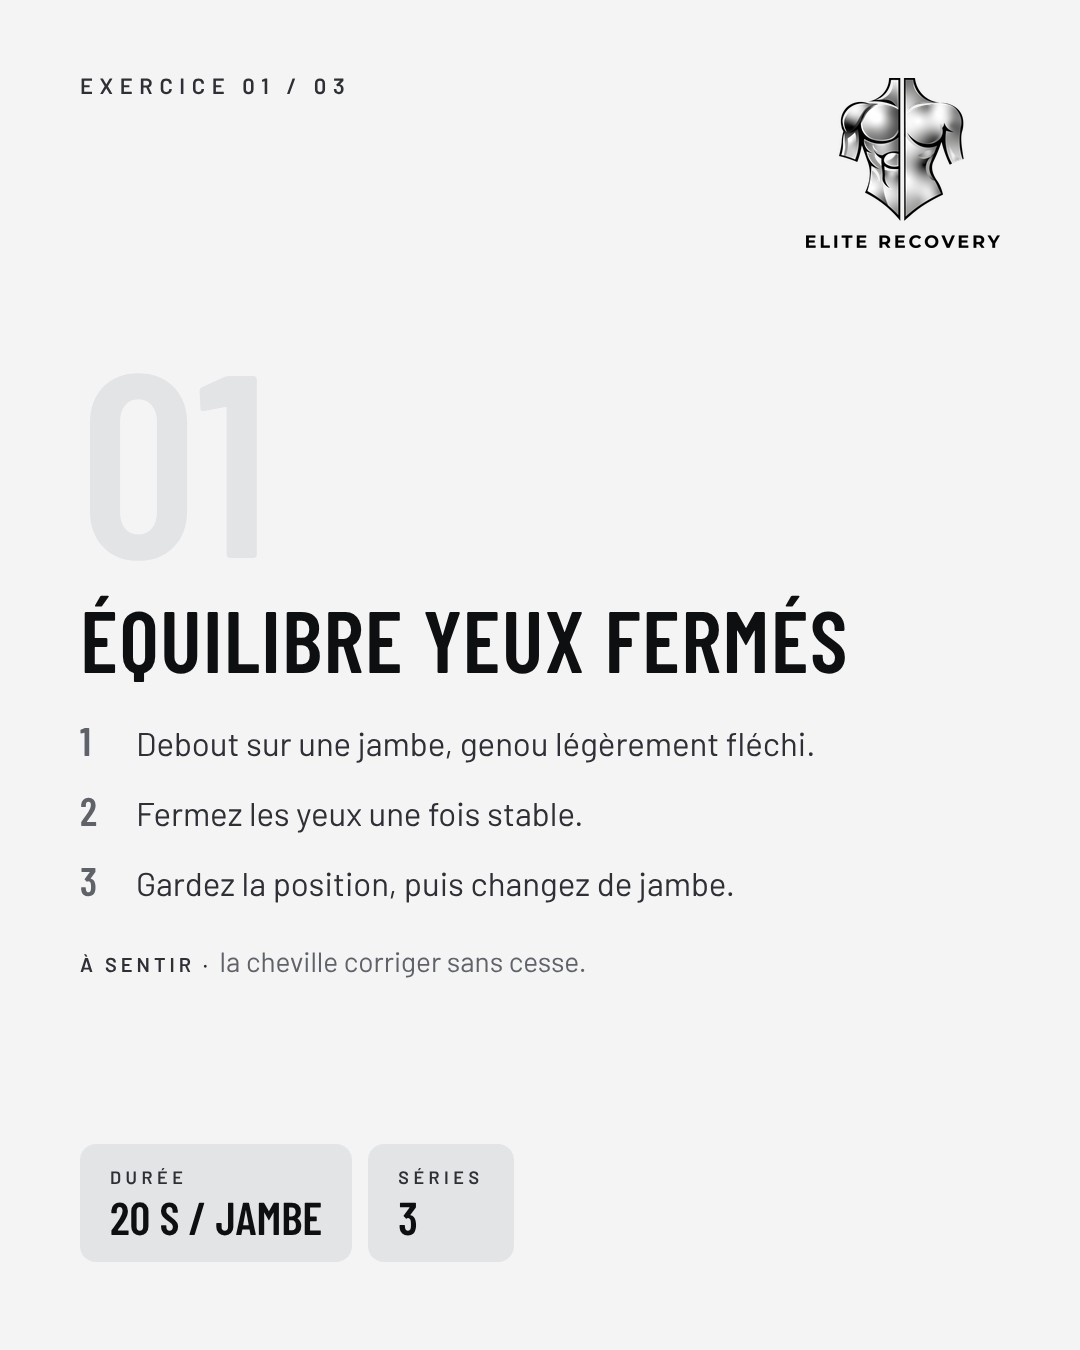 EXERCICE 01 / 03
ELITE RECOVERY
01
ÉQUILIBRE YEUX FERMÉS
1 Debout sur une jambe, genou légèrement fléchi.
2 Fermez les yeux une fois stable.
3 Gardez la position, puis changez de jambe.
À SENTIR · la cheville corriger sans cesse.
DURÉE
20 S / JAMBE
SÉRIES
3